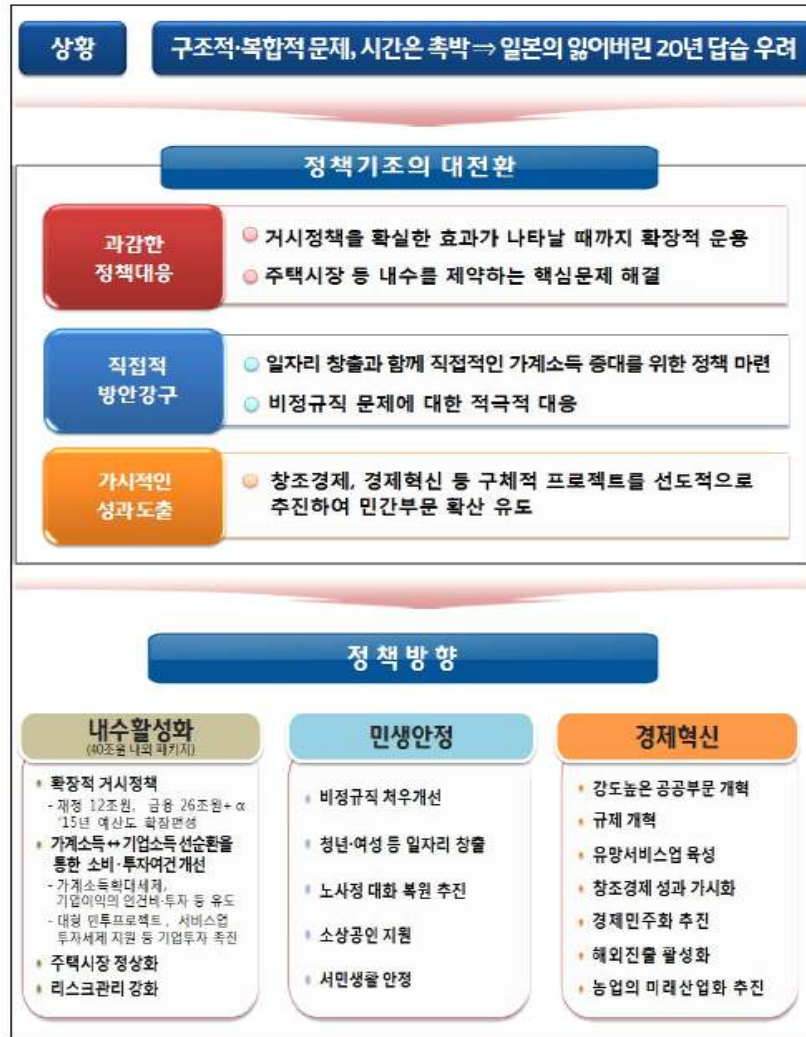 상황
구조적·복합적 문제, 시간은 촉박 ⇒ 일본의 잃어버린 20년 답습 우려
정책기조의 대전환
과감한
정책대응
거시정책을 확실한 효과가 나타날 때까지 확장적 운용
주택시장 등 내수를 제약하는 핵심문제 해결
직접적
방안강구
일자리 창출과 함께 직접적인 가계소득 증대를 위한 정책 마련
비정규직 문제에 대한 적극적 대응
가시적인
성과도출
창조경제, 경제혁신 등 구체적 프로젝트를 선도적으로
추진하여 민간부문 확산 유도
정책방향
내수활성화
(40조원 내외 패키지)
확장적 거시정책
- 재정 12조원, 금융 26조원+α
'15년 예산도 확장편성
가계소득↔기업소득 선순환을
통한 소비·투자여건 개선
- 가계소득확대세제,
기업이익의 인건비·투자 등 유도
- 대형 민투프로젝트, 서비스업
투자세제 지원 등 기업투자 촉진
주택시장 정상화
리스크관리 강화
민생안정
비정규직 처우개선
청년·여성 등 일자리 창출
노사정 대화 복원 추진
소상공인 지원
서민생활 안정
경제혁신
강도높은 공공부문 개혁
규제 개혁
유망서비스업 육성
창조경제 성과 가시화
경제민주화 추진
해외진출 활성화
농업의 미래산업화 추진